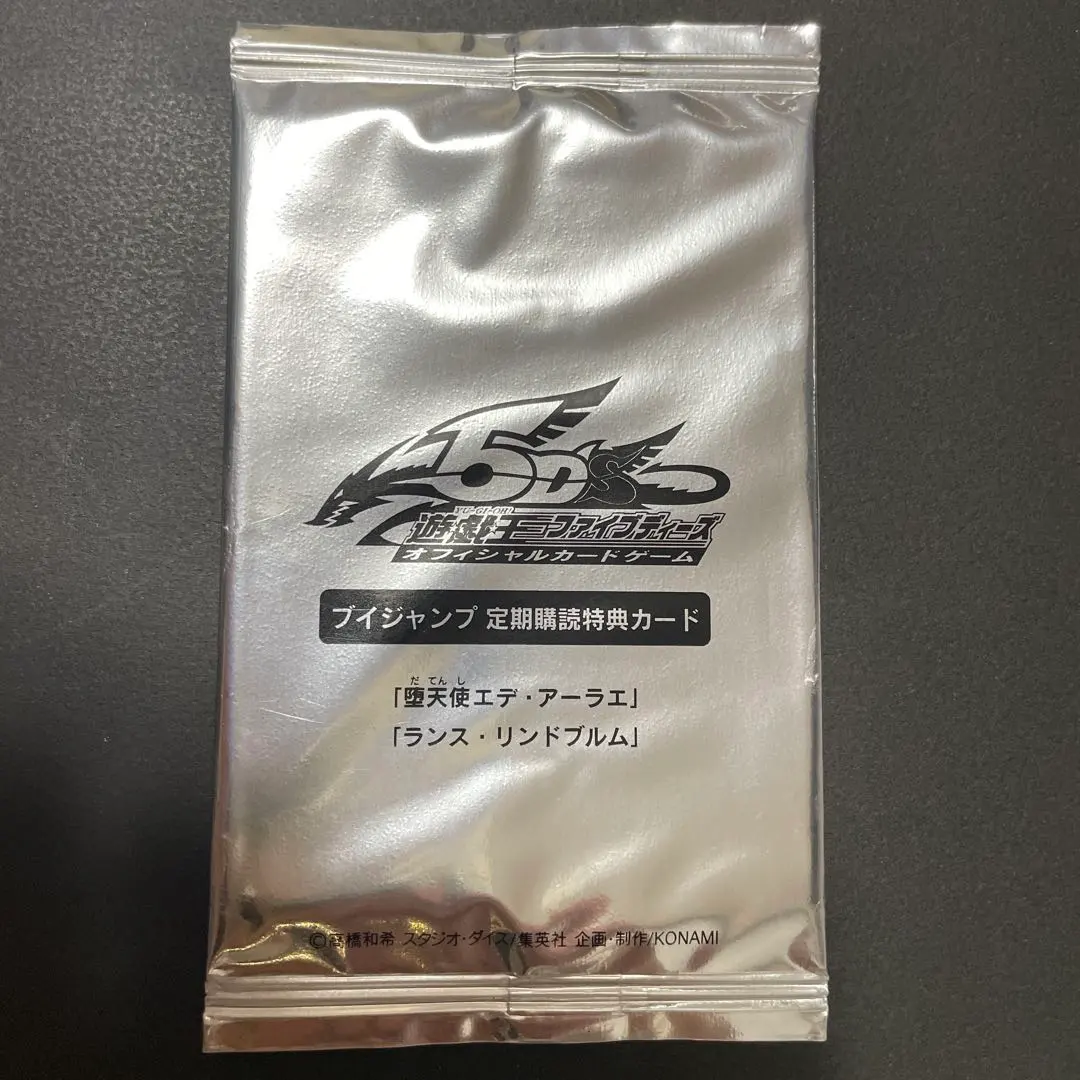 5D's
YU-GI-OH!
遊戯王ファイブディーズ
オフィシャルカードゲーム
ブイジャンプ 定期購読特典カード
だ てん し
「堕天使エデ・アーラエ」
「ランス・リンドブルム」
©高橋和希 スタジオ・ダイス/集英社 企画・制作/KONAMI